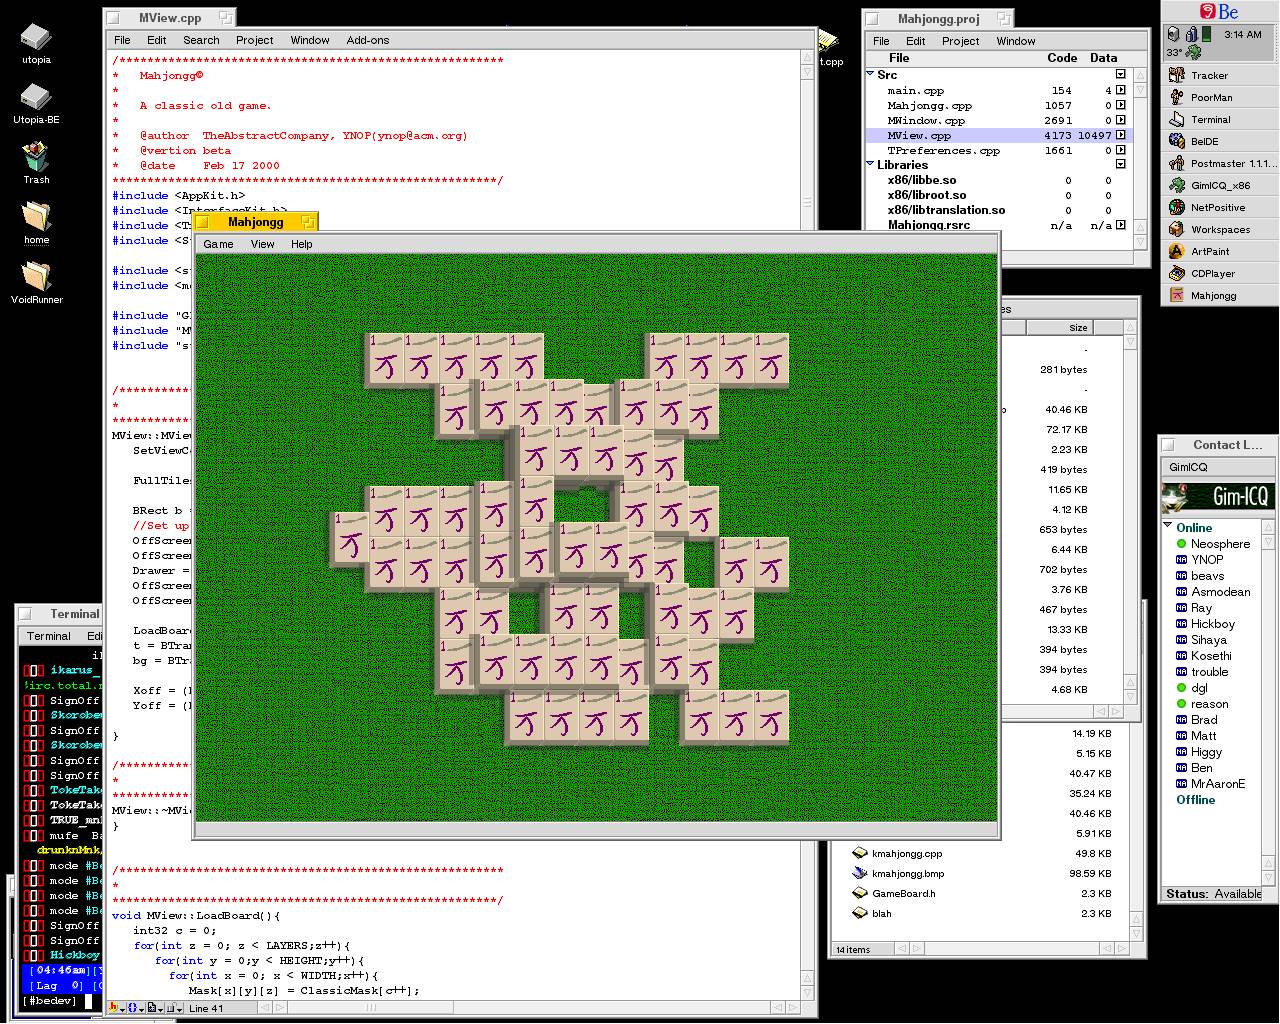 utopia
Utopia-BE
Trash
home
VoidRunner
MView.cpp
File Edit Search Project Window Add-ons
/*******************************************************
* Mahjongg©
*
* A classic old game.
*
* @author TheAbstractCompany, YNOP(ynop@acm.org)
* @vertion beta
* @date Feb 17 2000
*******************************************************/
#include <AppKit.h>
#include <InterfaceKit.h>
#include <T
#include <S
#include <s
#include <m
#include "G
#include "M
#include "s
/***********
*
***********
MView::MView
SetViewC
FullTiles
BRect b =
//Set up
OffScreen
OffScreen
Drawer =
OffScreen
OffScreen
LoadBoar
t = BTran
bg = BTra
Xoff = (
Yoff = (
}
/***********
*
***********
MView::~MVie
}
/*******************************************************
*
*******************************************************/
void MView::LoadBoard(){
int32 c = 0;
for(int z = 0; z < LAYERS;z++){
for(int y = 0;y < HEIGHT;y++){
for(int x = 0; x < WIDTH;x++){
Mask[x][y][z] = ClassicMask[c++];
Line 41
t.cpp
Mahjongg
Game View Help
Mahjongg.proj
File Edit Project Window
File Code Data
Src
main.cpp 154 4
Mahjongg.cpp 1057 0
MWindow.cpp 2691 0
MView.cpp 4173 10497
TPreferences.cpp 1661 0
Libraries
x86/libbe.so 0 0
x86/libroot.so 0 0
x86/libtranslation.so 0 0
Mahjongg.rsrc n/a n/a
Be
3:14 AM
33°
Tracker
PoorMan
Terminal
BeIDE
Postmaster 1.1.1...
GimICQ_x86
NetPositive
Workspaces
ArtPaint
CDPlayer
Mahjongg
es
Size
-
281 bytes
-
40.46 KB
72.17 KB
2.23 KB
419 bytes
11.65 KB
4.12 KB
653 bytes
6.44 KB
702 bytes
3.76 KB
467 bytes
13.33 KB
394 bytes
394 bytes
4.68 KB
14.19 KB
5.15 KB
40.47 KB
35.24 KB
40.46 KB
5.91 KB
kmahjongg.cpp 49.8 KB
kmahjongg.bmp 98.59 KB
GameBoard.h 2.3 KB
blah 2.3 KB
14 items
Contact L...
GimICQ
Gim-ICQ
Online
Neosphere
YNOP
beavs
Asmodean
Ray
Hickboy
Sihaya
Kosethi
trouble
dgl
reason
Brad
Matt
Higgy
Ben
MrAaronE
Offline
Status: Available
Terminal
Terminal Edi
ikarus_
!irc.total.
SignOff
Skorobe
SignOff
Skorobe
SignOff
SignOff
TokeTak
TokeTak
TRUE_mn
mufe Ba
drunknMnk
mode #Be
mode #Be
mode #Be
mode #Be
SignOff
SignOff
Hickboy
[04:46am][Y
[Lag 0] [O
[#bedev]